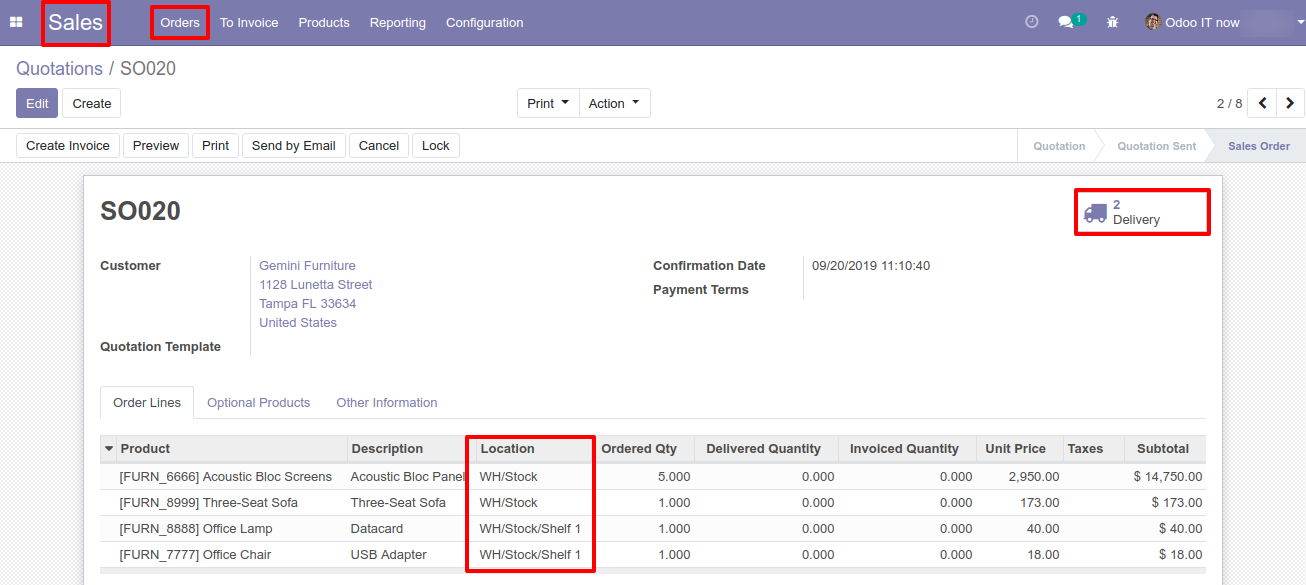 Sales Orders To Invoice Products Reporting Configuration 1 Odoo IT now
Quotations / SO020
Edit Create Print Action 2 / 8
Create Invoice Preview Print Send by Email Cancel Lock Quotation Quotation Sent Sales Order
SO020
2
Delivery
Customer Gemini Furniture
1128 Lunetta Street
Tampa FL 33634
United States
Confirmation Date 09/20/2019 11:10:40
Payment Terms
Quotation Template
Order Lines Optional Products Other Information
Product Description Location Ordered Qty Delivered Quantity Invoiced Quantity Unit Price Taxes Subtotal
[FURN_6666] Acoustic Bloc Screens Acoustic Bloc Panel WH/Stock 5.000 0.000 0.000 2,950.00 $ 14,750.00
[FURN_8999] Three-Seat Sofa Three-Seat Sofa WH/Stock 1.000 0.000 0.000 173.00 $ 173.00
[FURN_8888] Office Lamp Datacard WH/Stock/Shelf 1 1.000 0.000 0.000 40.00 $ 40.00
[FURN_7777] Office Chair USB Adapter WH/Stock/Shelf 1 1.000 0.000 0.000 18.00 $ 18.00